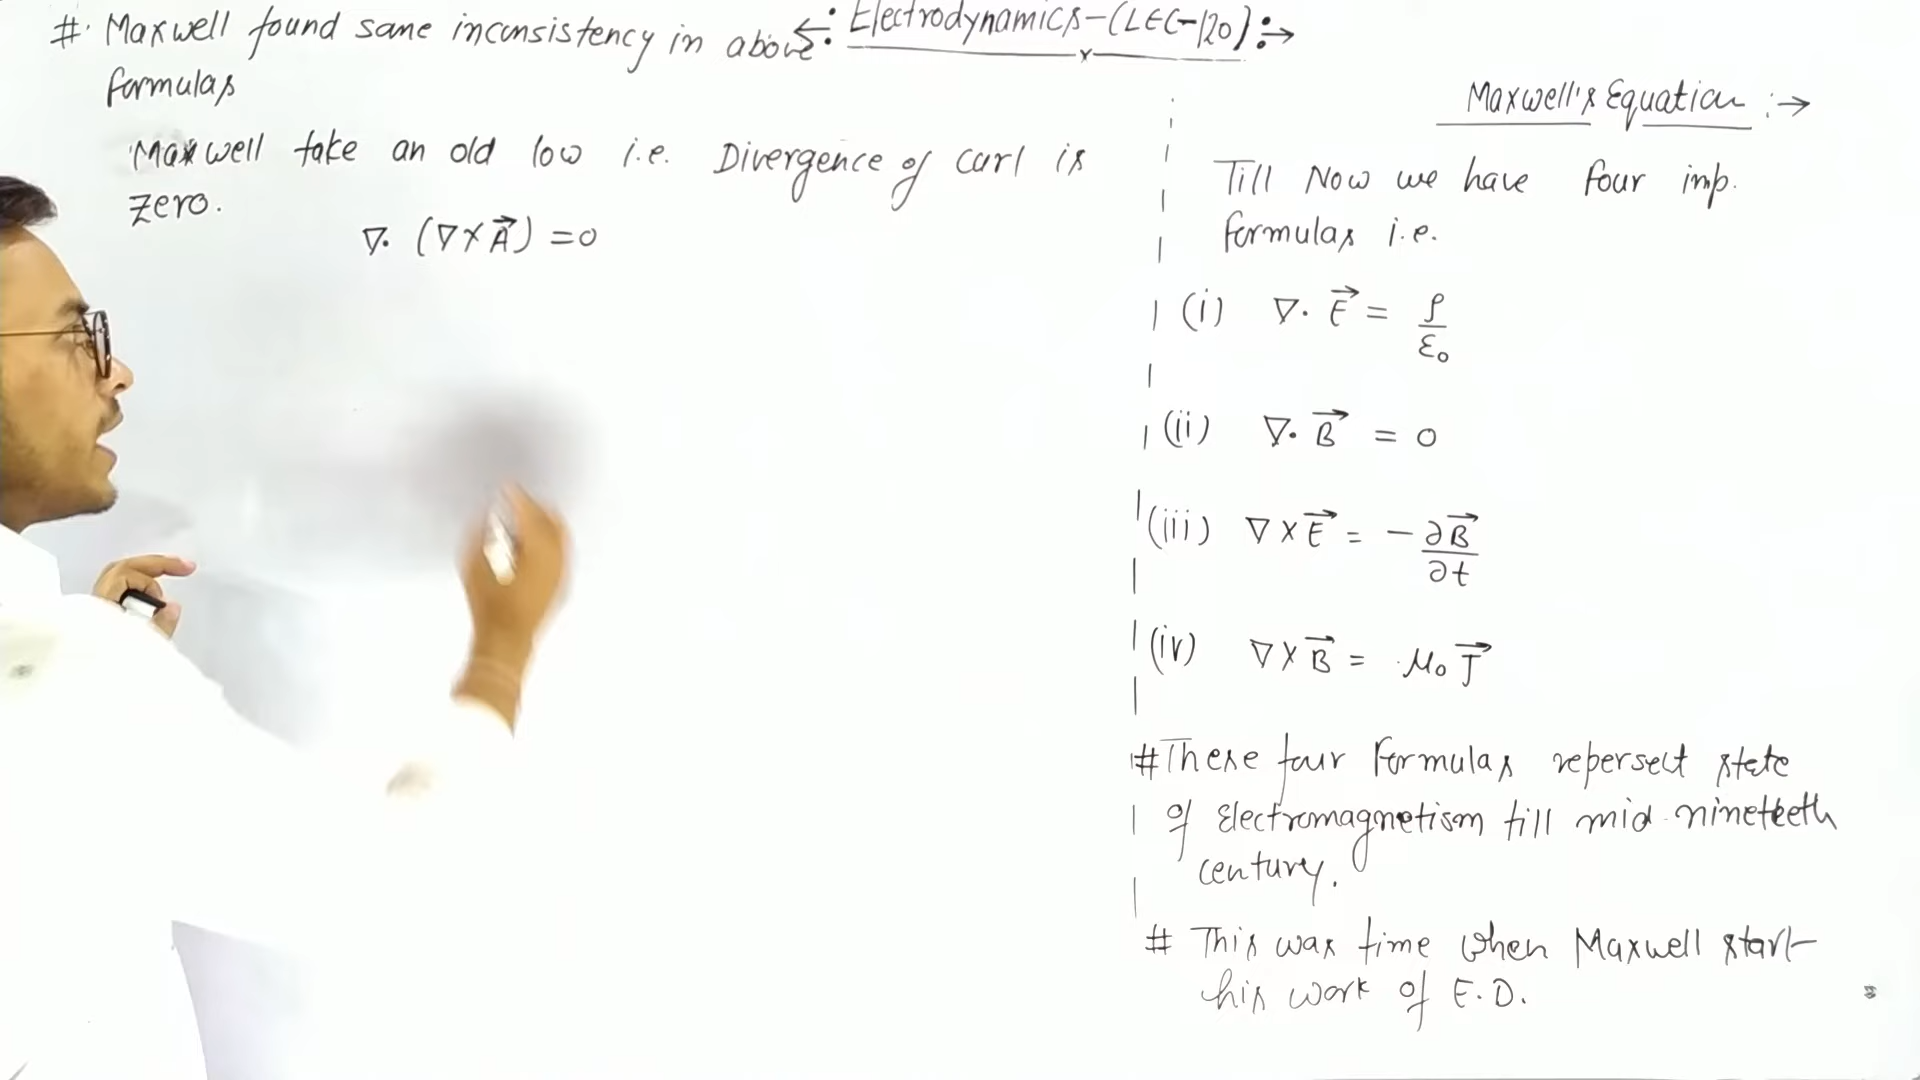 ∴ Electrodynamics-(LEC-120) :→
# Maxwell found some inconsistency in above
formulas
Maxwell take an old low i.e. Divergence of curl is
zero.
∇. (∇×A⃗) = 0
Maxwell's Equation :→
Till Now we have four imp.
formulas i.e.
(i) ∇. E⃗ = ρ/ε₀
(ii) ∇. B⃗ = 0
(iii) ∇×E⃗ = -∂B⃗/∂t
(iv) ∇×B⃗ = μ₀J⃗
# These four formulas repersect state
of Electromagnetism till mid nineteeth
century.
# This was time when Maxwell start
his work of E.D.